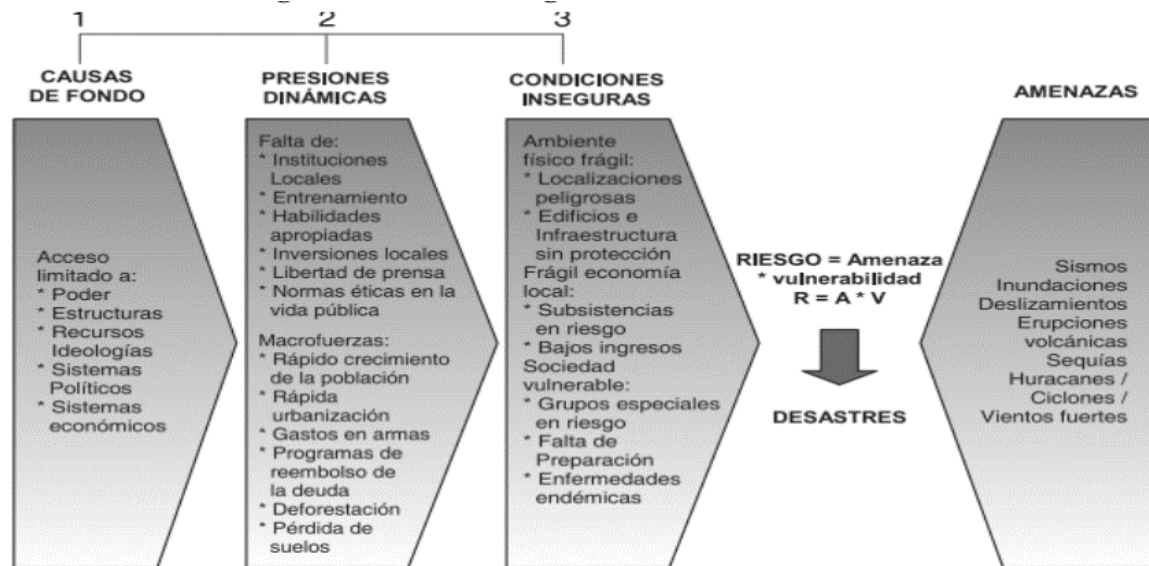 1
2
3
CAUSAS
DE FONDO
Acceso
limitado a:
* Poder
* Estructuras
* Recursos
Ideologías
* Sistemas
Políticos
* Sistemas
económicos
PRESIONES
DINÁMICAS
Falta de:
* Instituciones
Locales
* Entrenamiento
* Habilidades
apropiadas
* Inversiones locales
* Libertad de prensa
* Normas éticas en la
vida pública
Macrofuerzas:
* Rápido crecimiento
de la población
* Rápida
urbanización
* Gastos en armas
* Programas de
reembolso de
la deuda
* Deforestación
* Pérdida de
suelos
CONDICIONES
INSEGURAS
Ambiente
físico frágil:
* Localizaciones
peligrosas
* Edificios e
Infraestructura
sin protección
Frágil economía
local:
* Subsistencias
en riesgo
* Bajos ingresos
Sociedad
vulnerable:
* Grupos especiales
en riesgo
* Falta de
Preparación
* Enfermedades
endémicas
RIESGO = Amenaza
* vulnerabilidad
R = A * V
DESASTRES
AMENAZAS
Sismos
Inundaciones
Deslizamientos
Erupciones
volcánicas
Sequías
Huracanes /
Ciclones /
Vientos fuertes